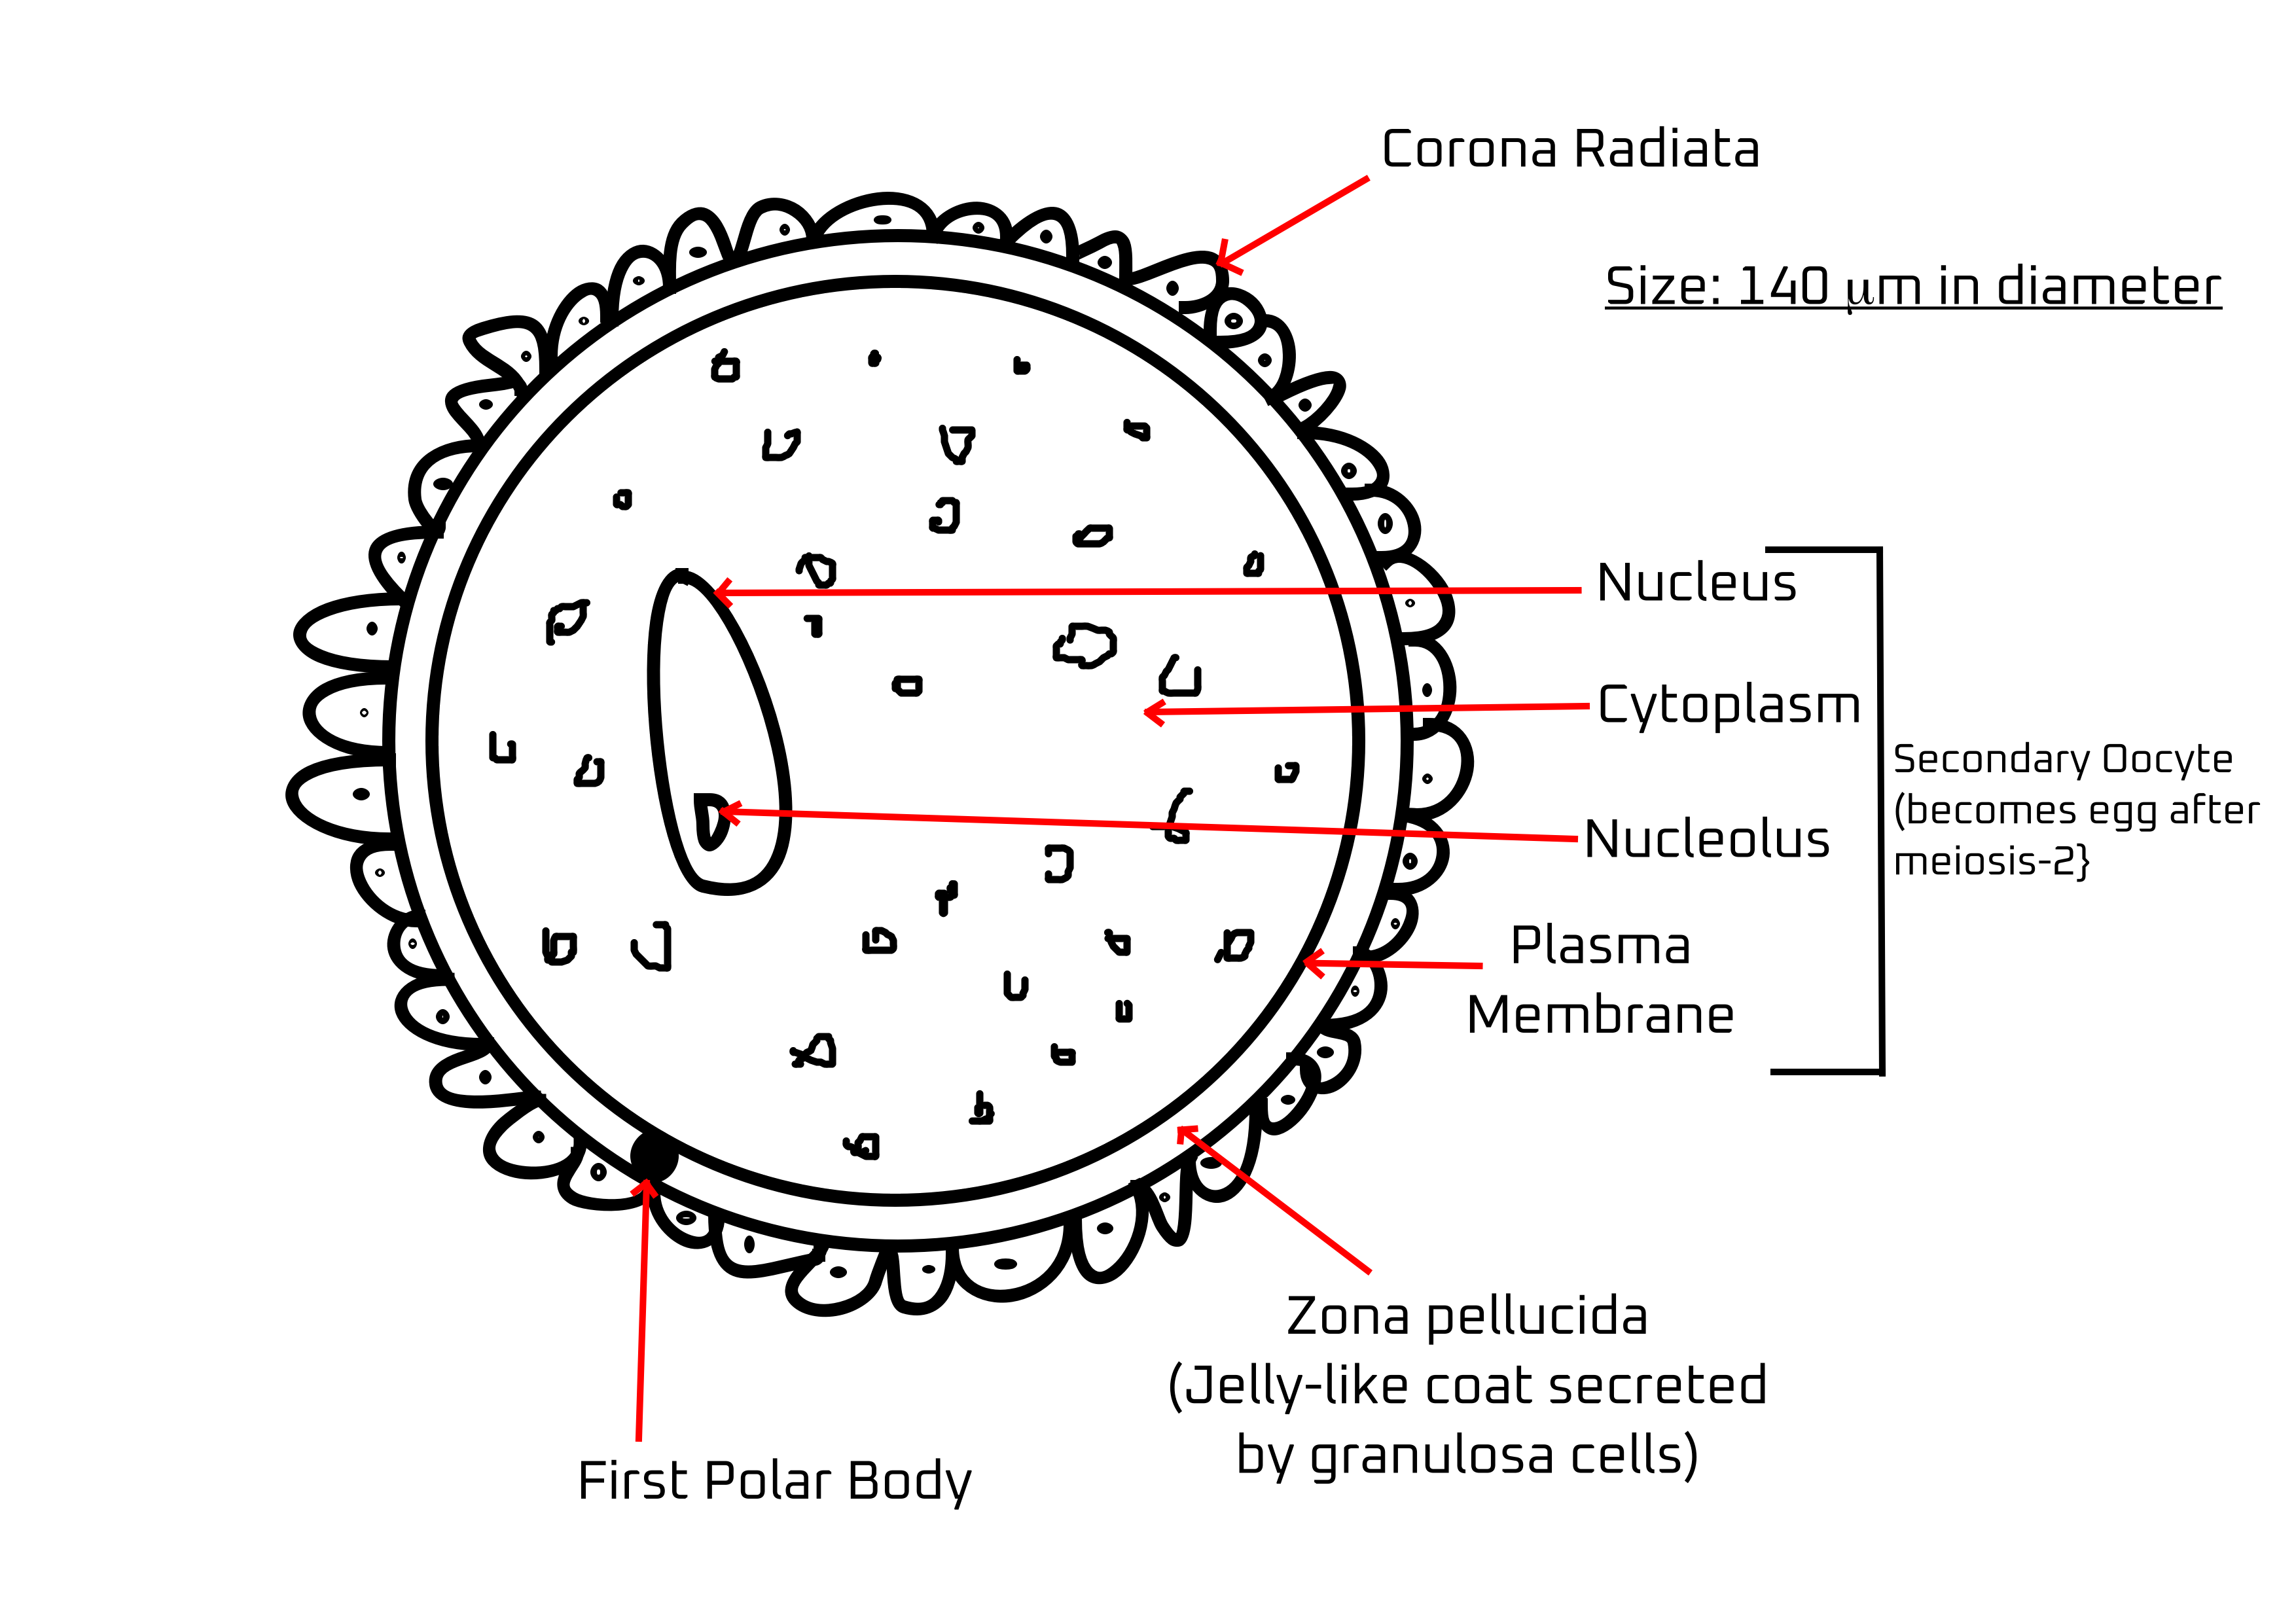 Corona Radiata
Size: 140 μm in diameter
Nucleus
Cytoplasm
Secondary Oocyte
(becomes egg after
meiosis-2}
Nucleolus
Plasma
Membrane
Zona pellucida
(Jelly-like coat secreted
by granulosa cells)
First Polar Body